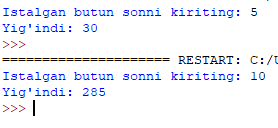 Istalgan butun sonni kiriting: 5
Yig'indi: 30
>>>
===================== RESTART: C:/U
Istalgan butun sonni kiriting: 10
Yig'indi: 285
>>>